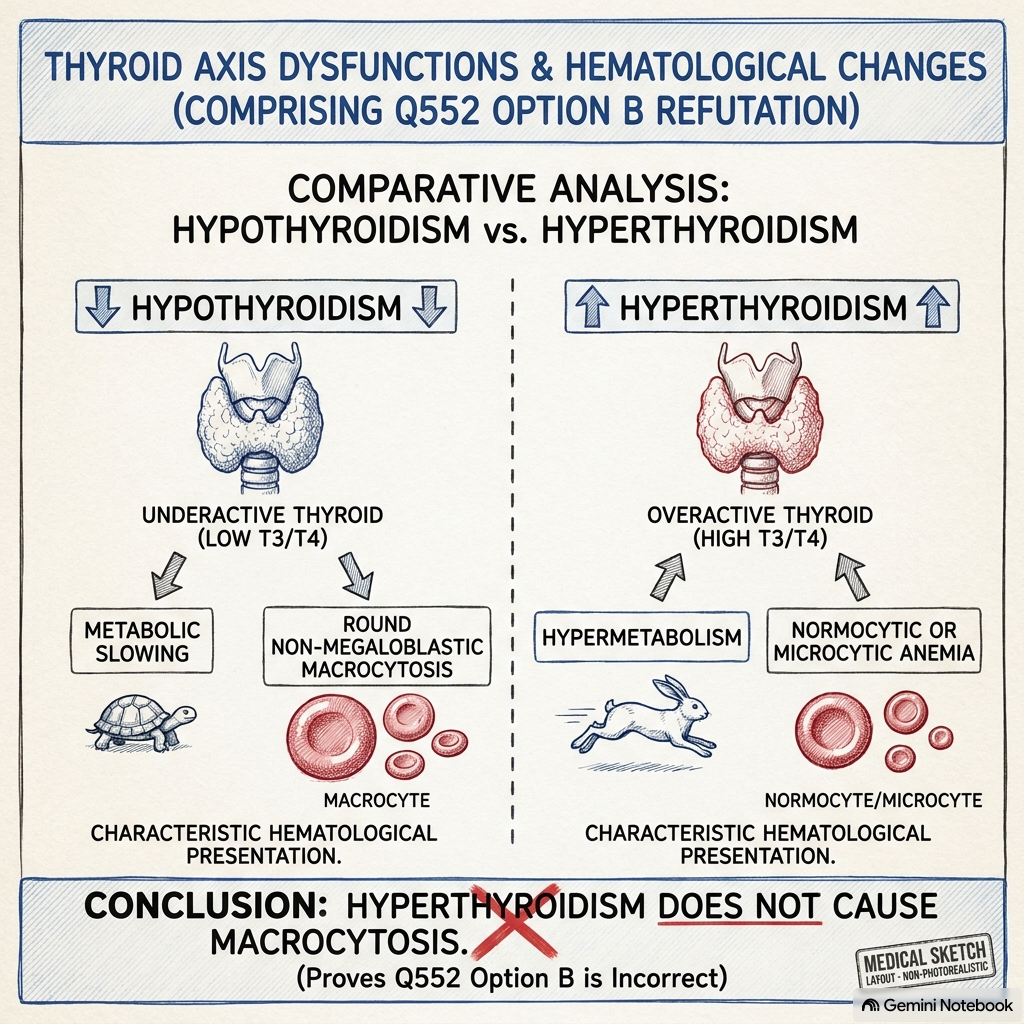 THYROID AXIS DYSFUNCTIONS & HEMATOLOGICAL CHANGES
(COMPRISING Q552 OPTION B REFUTATION)
COMPARATIVE ANALYSIS:
HYPOTHYROIDISM vs. HYPERTHYROIDISM
HYPOTHYROIDISM
UNDERACTIVE THYROID
(LOW T3/T4)
METABOLIC
SLOWING
ROUND
NON-MEGALOBLASTIC
MACROCYTOSIS
MACROCYTE
CHARACTERISTIC HEMATOLOGICAL
PRESENTATION.
HYPERTHYROIDISM
OVERACTIVE THYROID
(HIGH T3/T4)
HYPERMETABOLISM
NORMOCYTIC OR
MICROCYTIC ANEMIA
NORMOCYTE/MICROCYTE
CHARACTERISTIC HEMATOLOGICAL
PRESENTATION.
CONCLUSION: HYPERTHYROIDISM DOES NOT CAUSE
MACROCYTOSIS.
(Proves Q552 Option B is Incorrect)
MEDICAL SKETCH
LAFOUT - NON-PHOTOREALISTIC
Gemini Notebook